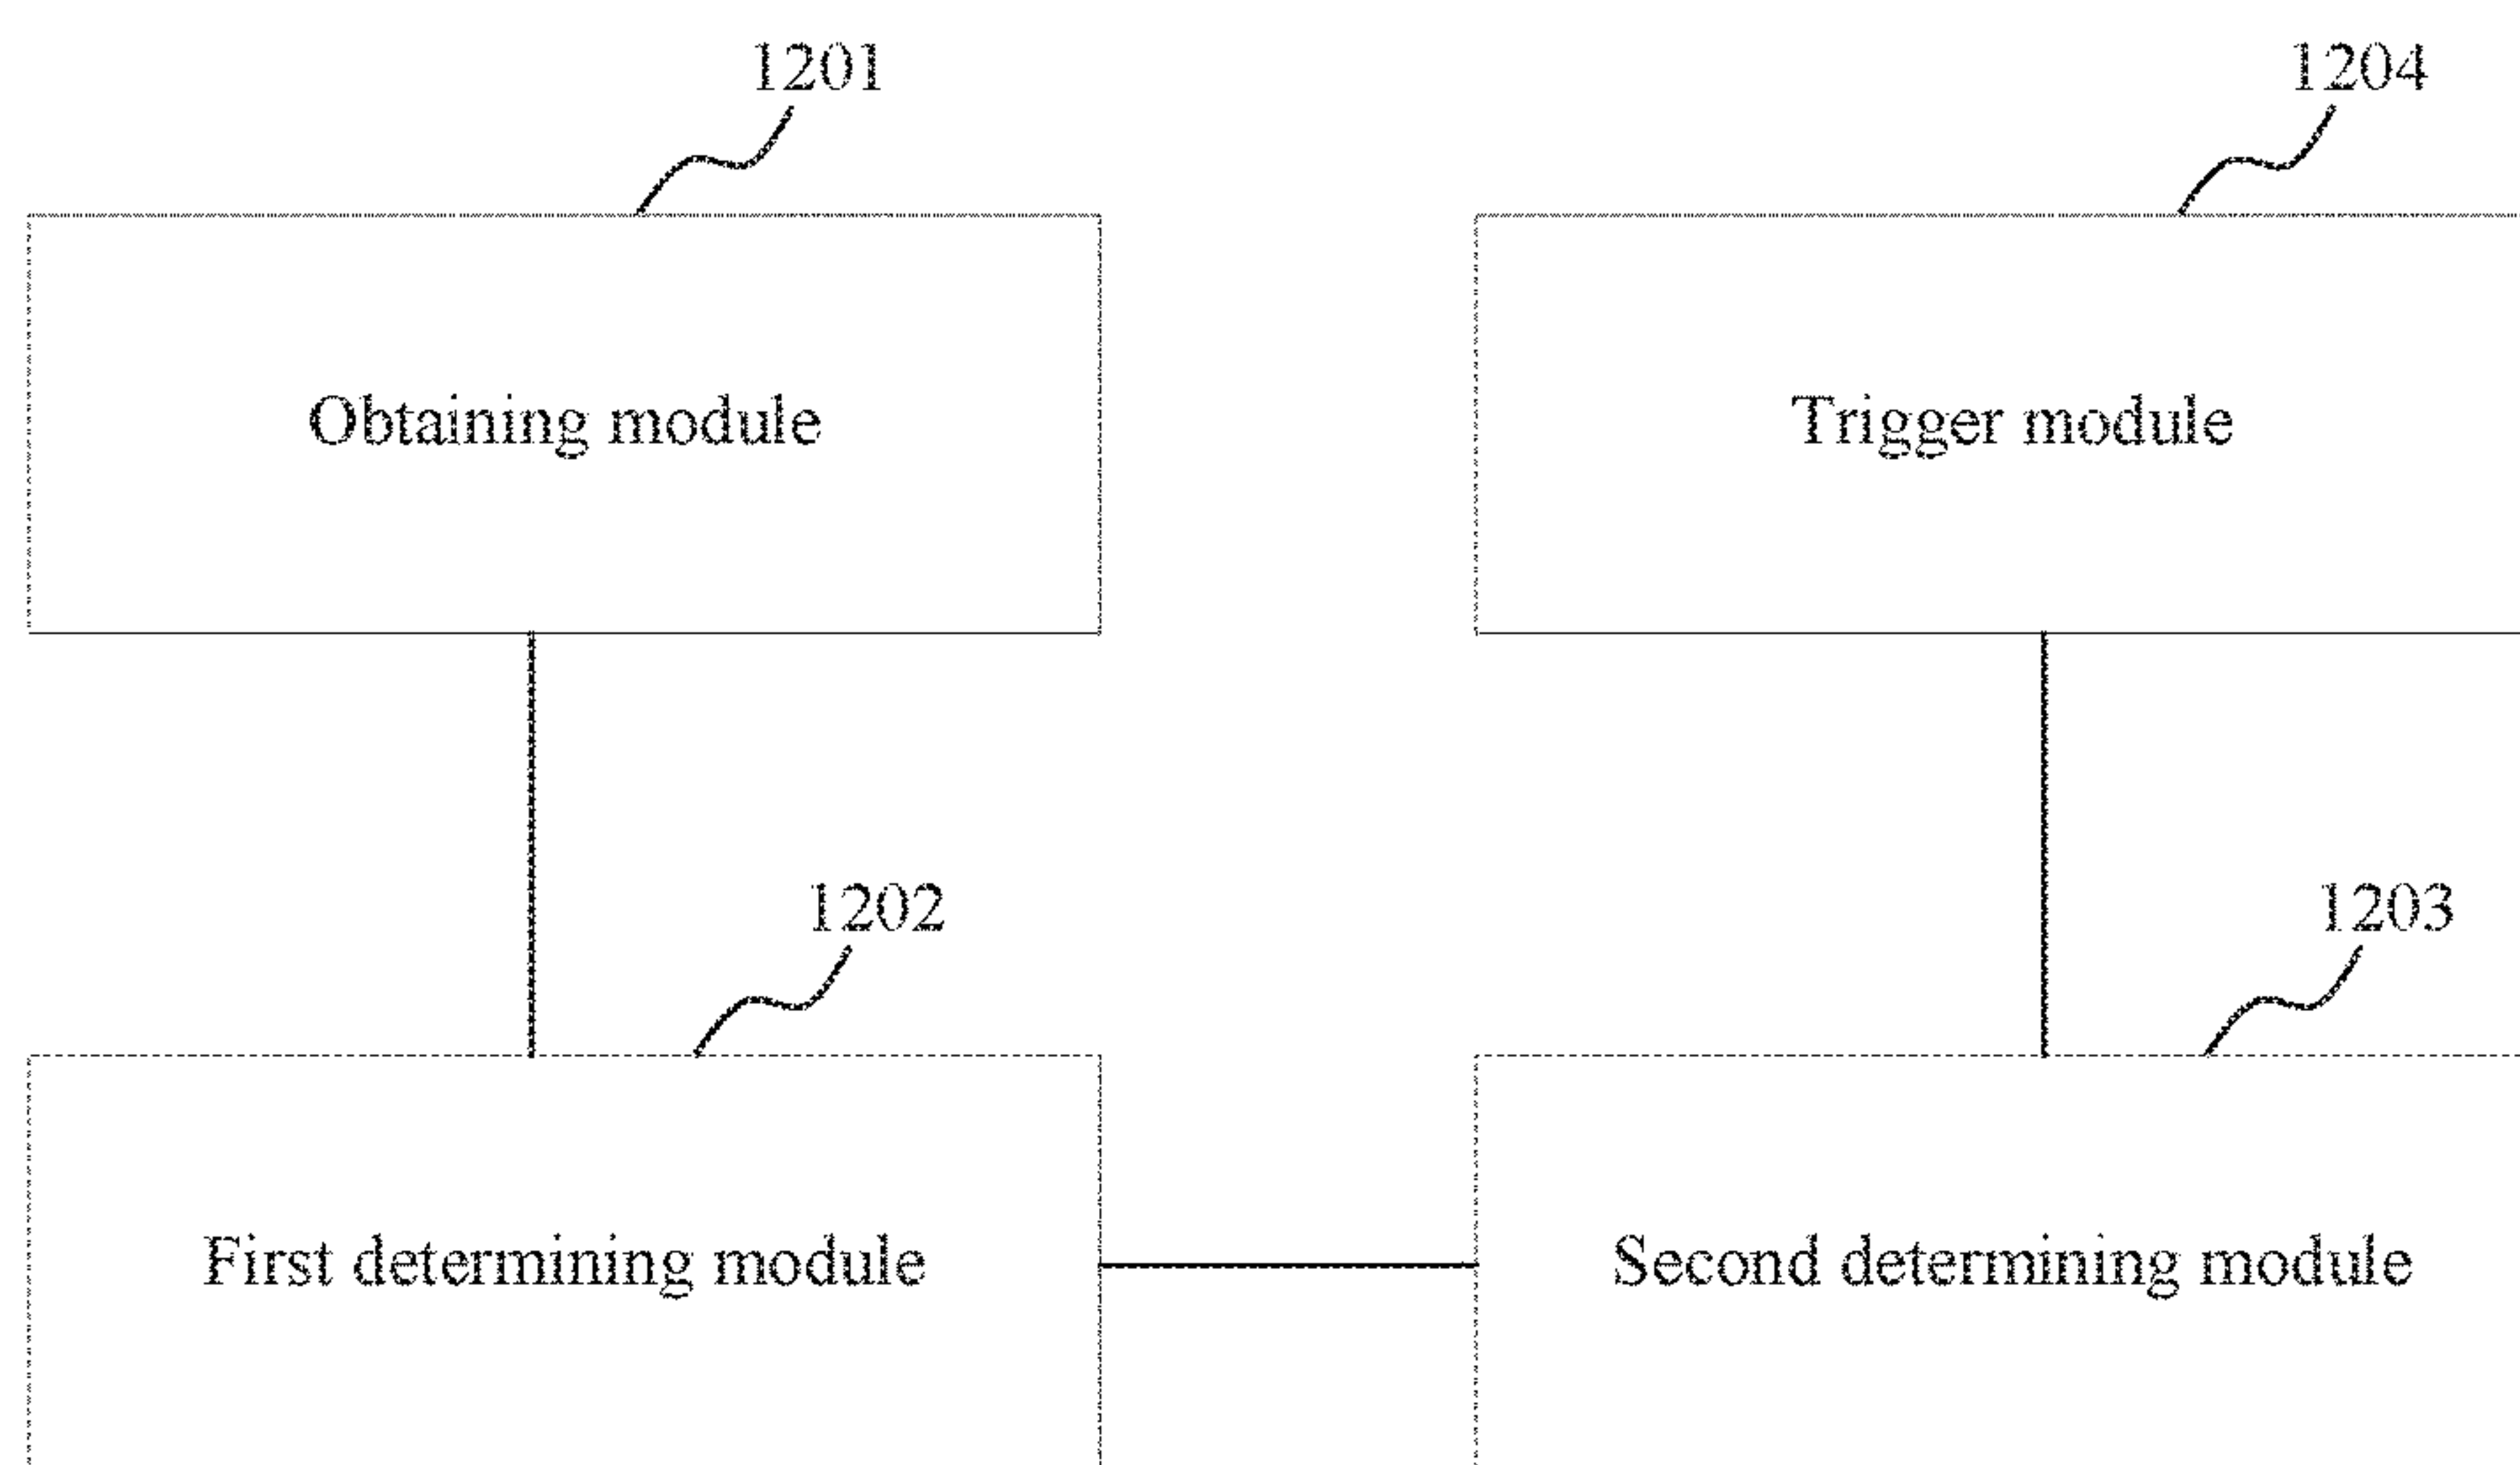 1201
1204
Obtaining module
Trigger module
1202
1203
First determining module
Second determining module